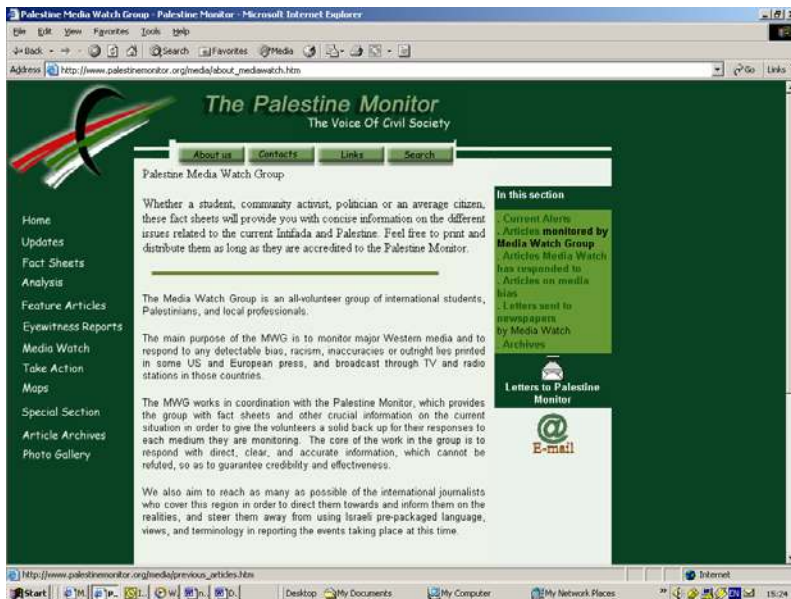 Palestine Media Watch Group - Palestine Monitor - Microsoft Internet Explorer
File Edit View Favorites Tools Help
Back Search Favorites Media
Address http://www.palestinemonitor.org/media/about_mediawatch.htm Go Links
The Palestine Monitor
The Voice Of Civil Society
About us Contacts Links Search
Home
Updates
Fact Sheets
Analysis
Feature Articles
Eyewitness Reports
Media Watch
Take Action
Maps
Special Section
Article Archives
Photo Gallery
Palestine Media Watch Group
Whether a student, community activist, politician or an average citizen,
these fact sheets will provide you with concise information on the different
issues related to the current Intifada and Palestine. Feel free to print and
distribute them as long as they are accredited to the Palestine Monitor.
The Media Watch Group is an all-volunteer group of international students,
Palestinians, and local professionals.
The main purpose of the MWG is to monitor major Western media and to
respond to any detectable bias, racism, inaccuracies or outright lies printed
in some US and European press, and broadcast through TV and radio
stations in those countries.
The MWG works in coordination with the Palestine Monitor, which provides
the group with fact sheets and other crucial information on the current
situation in order to give the volunteers a solid back up for their responses to
each medium they are monitoring. The core of the work in the group is to
respond with direct, clear, and accurate information, which cannot be
refuted, so as to guarantee credibility and effectiveness.
We also aim to reach as many as possible of the international journalists
who cover this region in order to direct them towards and inform them on the
realities, and steer them away from using Israeli pre-packaged language,
views, and terminology in reporting the events taking place at this time.
In this section
. Current Alerts
. Articles monitored by
Media Watch Group
. Articles Media Watch
has responded to
. Articles on media
bias
. Letters sent to
newspapers
by Media Watch
. Archives
Letters to Palestine
Monitor
@
E-mail
http://www.palestinemonitor.org/media/previous_articles.htm Internet
Start Desktop My Documents My Computer My Network Places EN 15:24